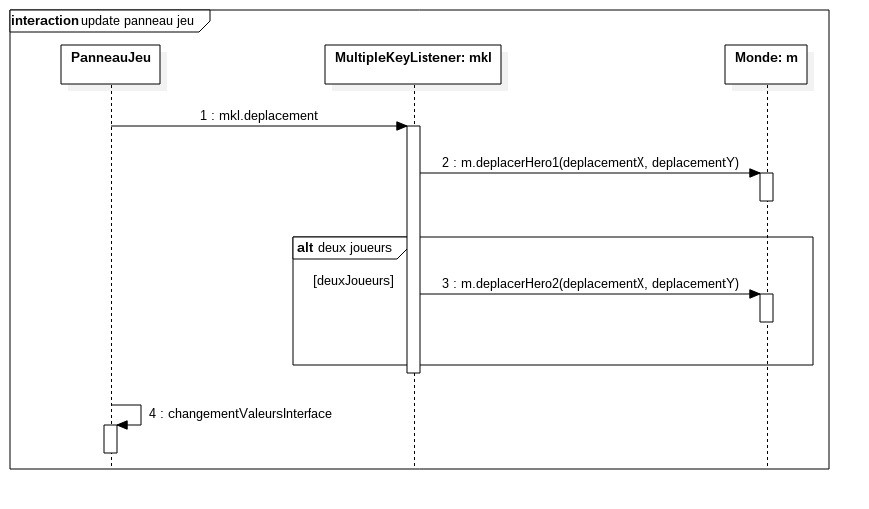 interaction update panneau jeu
PanneauJeu
MultipleKeyListener: mkl
Monde: m
1 : mkl.deplacement
2 : m.deplacerHero1(deplacementX, deplacementY)
alt deux joueurs
[deuxJoueurs]
3 : m.deplacerHero2(deplacementX, deplacementY)
4 : changementValeursInterface